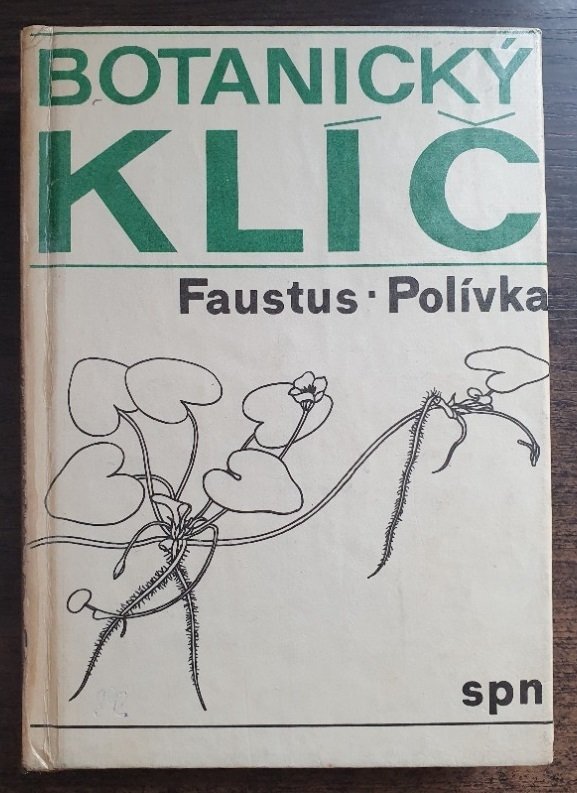 BOTANICKÝ
KLÍČ
Faustus · Polívka
spn